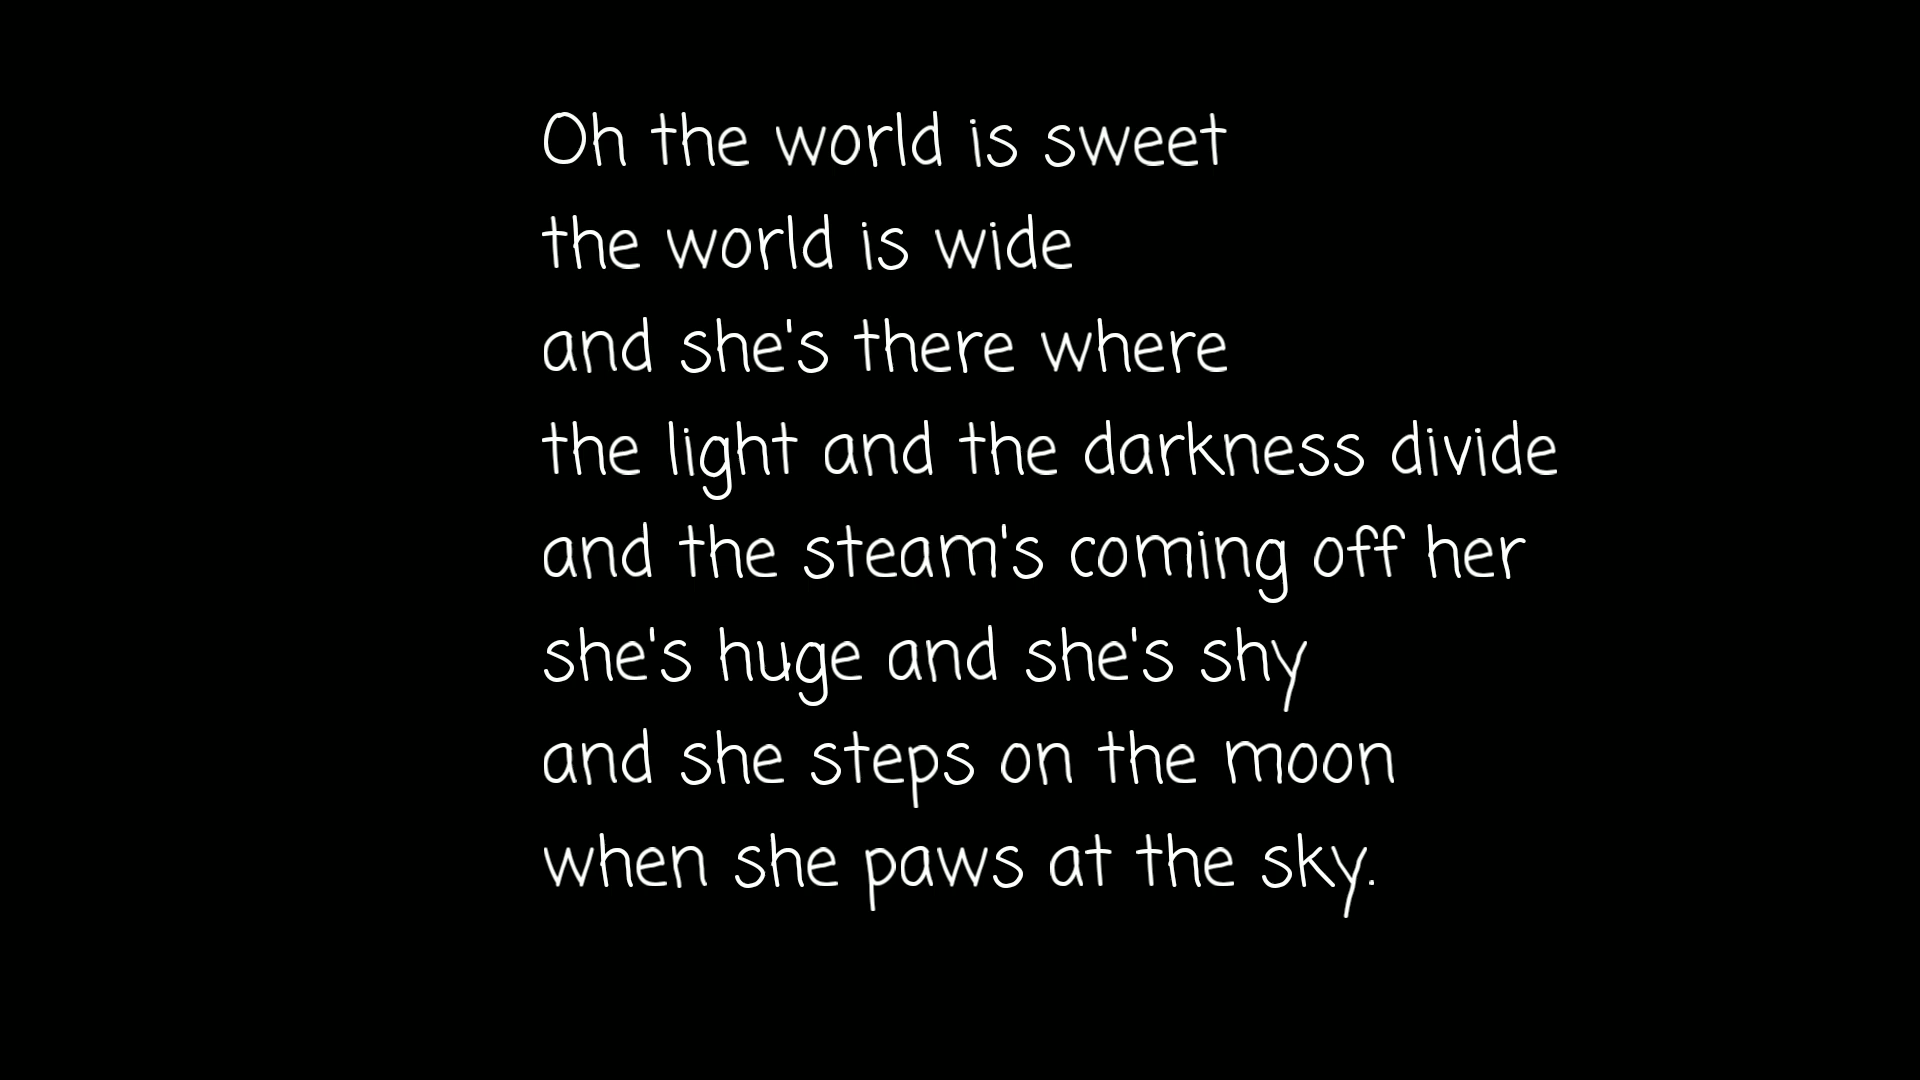 Oh the world is sweet
the world is wide
and she's there where
the light and the darkness divide
and the steam's coming off her
she's huge and she's shy
and she steps on the moon
when she paws at the sky.